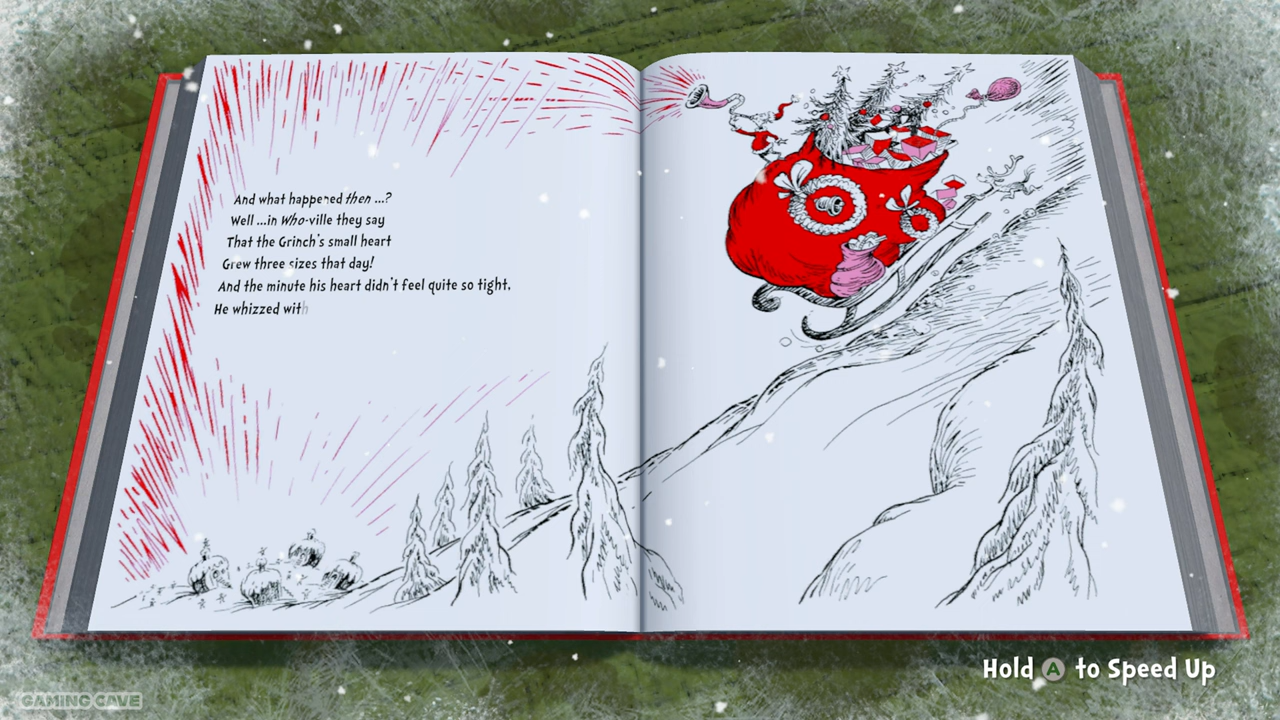 And what happened then ...?
Well ...in Who-ville they say
That the Grinch's small heart
Grew three sizes that day!
And the minute his heart didn't feel quite so tight,
He whizzed with
Hold A to Speed Up
GAMING CAVE